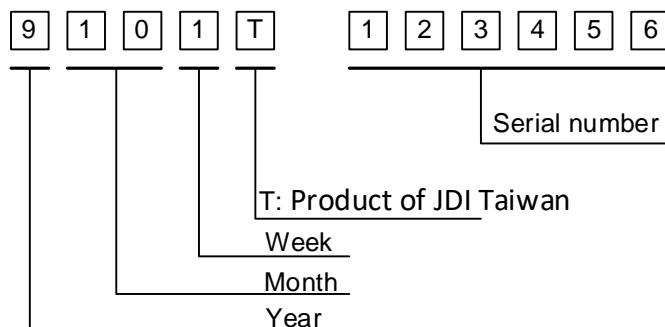 9 1 0 1 T 1 2 3 4 5 6
Serial number
T: Product of JDI Taiwan
Week
Month
Year